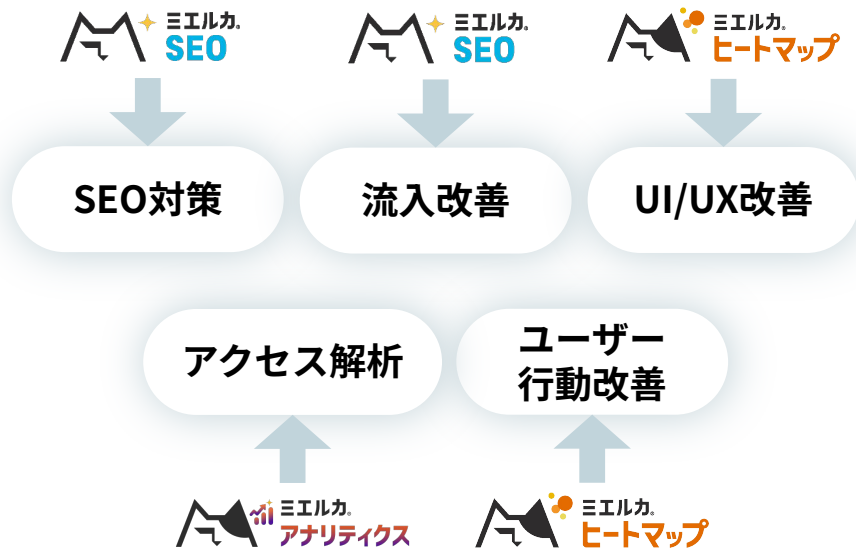 ミエルカ®
SEO
ミエルカ®
SEO
ミエルカ®
ヒートマップ
SEO対策
流入改善
UI/UX改善
アクセス解析
ユーザー
行動改善
ミエルカ®
アナリティクス
ミエルカ®
ヒートマップ